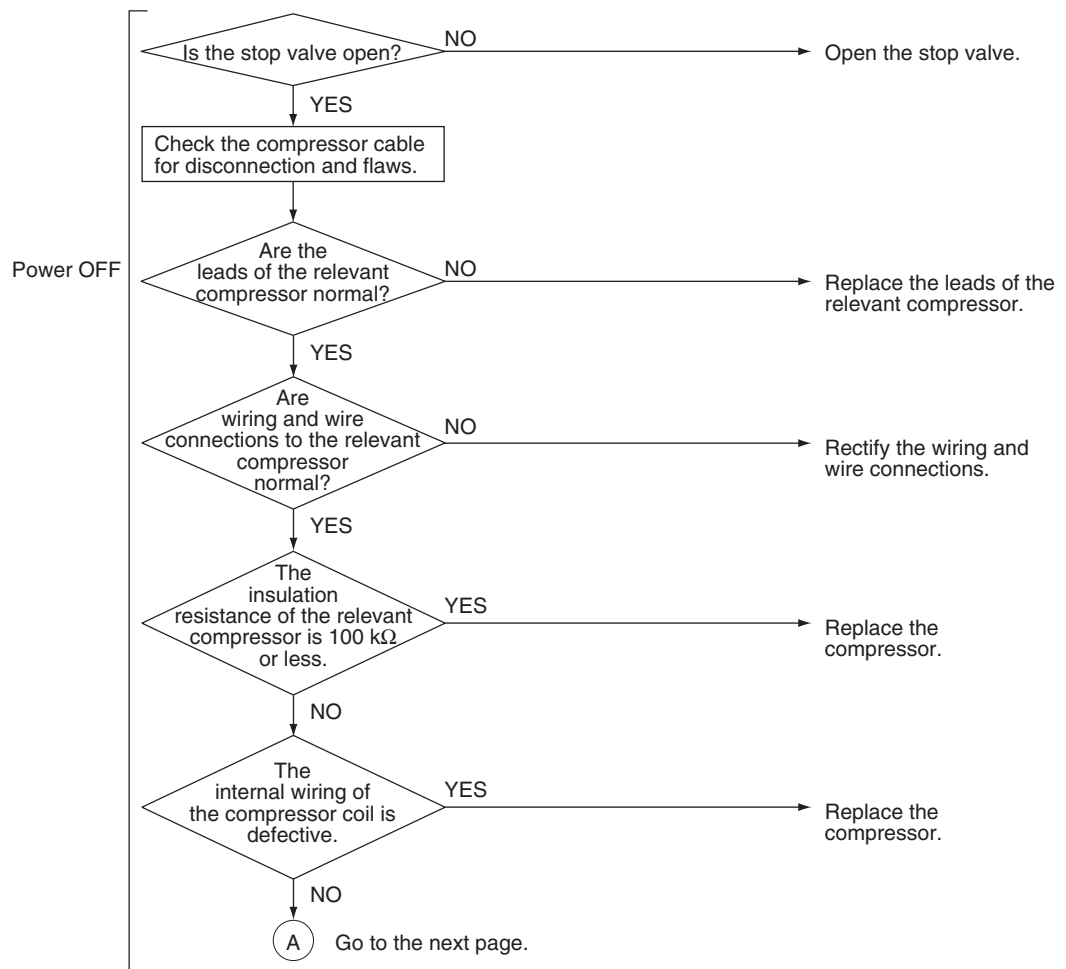 Is the stop valve open?
NO
Open the stop valve.
YES
Check the compressor cable
for disconnection and flaws.
Power OFF
Are the
leads of the relevant
compressor normal?
NO
Replace the leads of the
relevant compressor.
YES
Are
wiring and wire
connections to the relevant
compressor
normal?
NO
Rectify the wiring and
wire connections.
YES
The
insulation
resistance of the relevant
compressor is 100 kΩ
or less.
YES
Replace the
compressor.
NO
The
internal wiring of
the compressor coil is
defective.
YES
Replace the
compressor.
NO
A
Go to the next page.